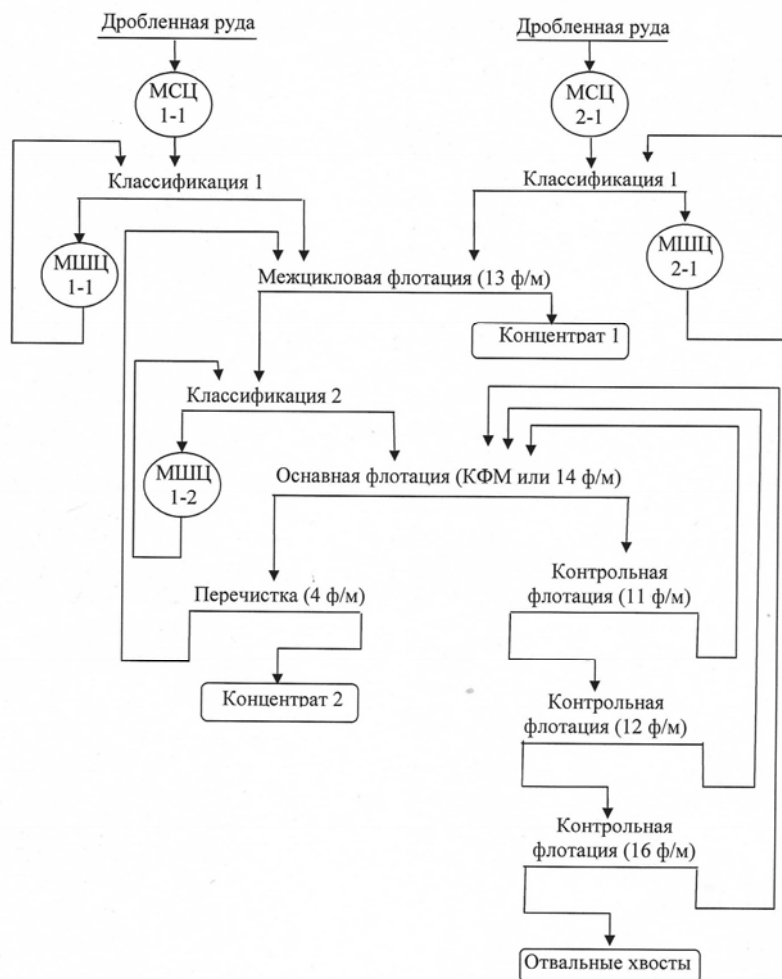 Дробленная руда
Дробленная руда
МСЦ
1-1
МСЦ
2-1
Классификация 1
Классификация 1
МШЦ
1-1
МШЦ
2-1
Межцикловая флотация (13 ф/м)
Концентрат 1
Классификация 2
МШЦ
1-2
Оснавная флотация (КФМ или 14 ф/м)
Перечистка (4 ф/м)
Контрольная
флотация (11 ф/м)
Концентрат 2
Контрольная
флотация (12 ф/м)
Контрольная
флотация (16 ф/м)
Отвальные хвосты